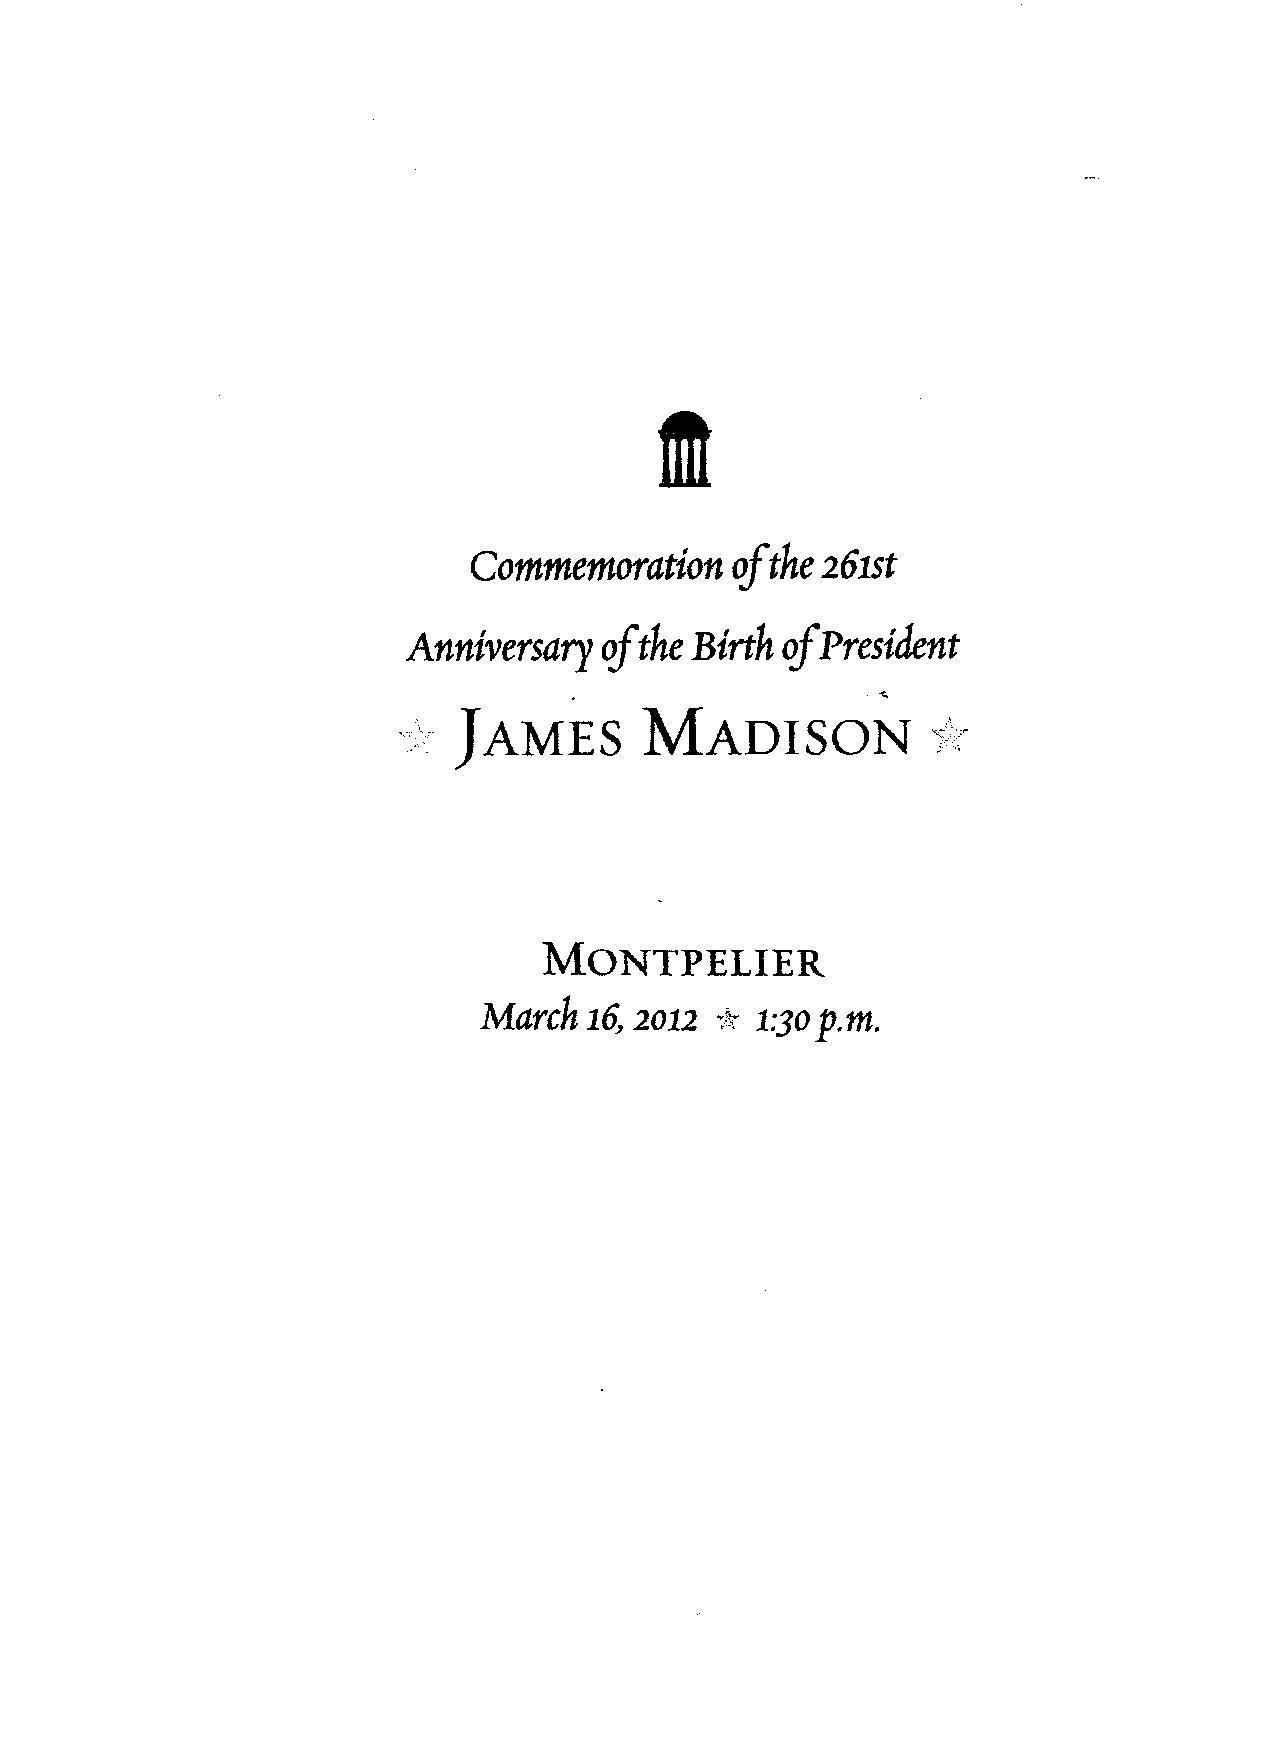 Commemoration of the 261st
Anniversary of the Birth of President
☆ JAMES MADISON ☆
MONTPELIER
March 16, 2012 ☆ 1:30 p.m.